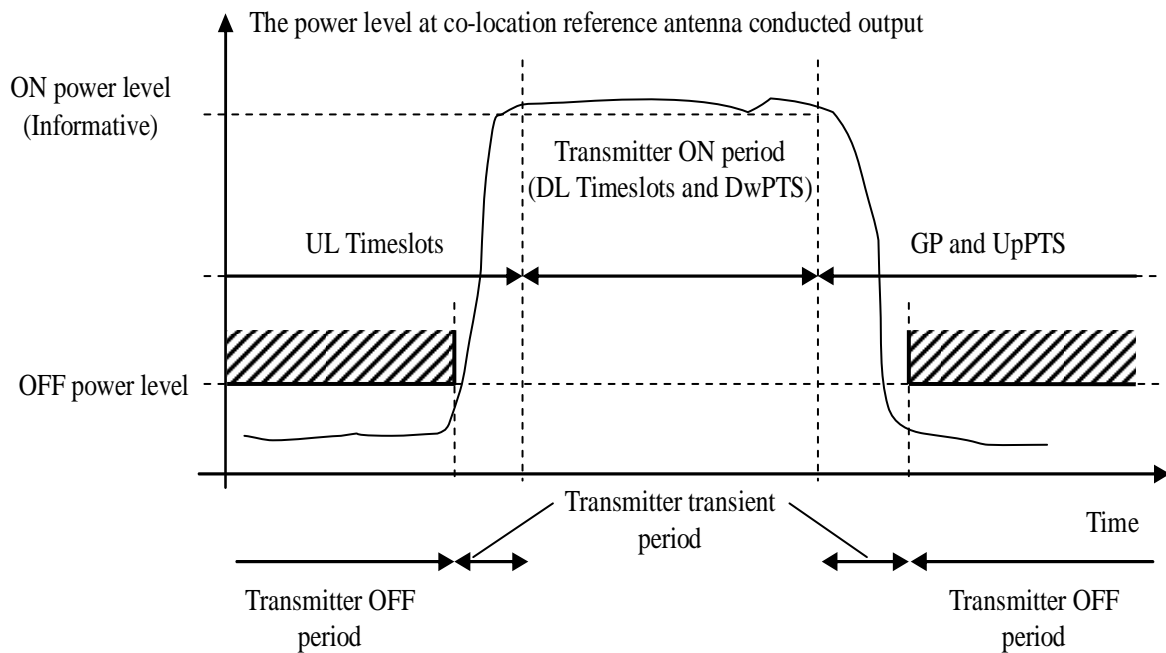 The power level at co-location reference antenna conducted output
ON power level
(Informative)
Transmitter ON period
(DL Timeslots and DwPTS)
UL Timeslots
GP and UpPTS
OFF power level
Transmitter transient
period
Time
Transmitter OFF
period
Transmitter OFF
period